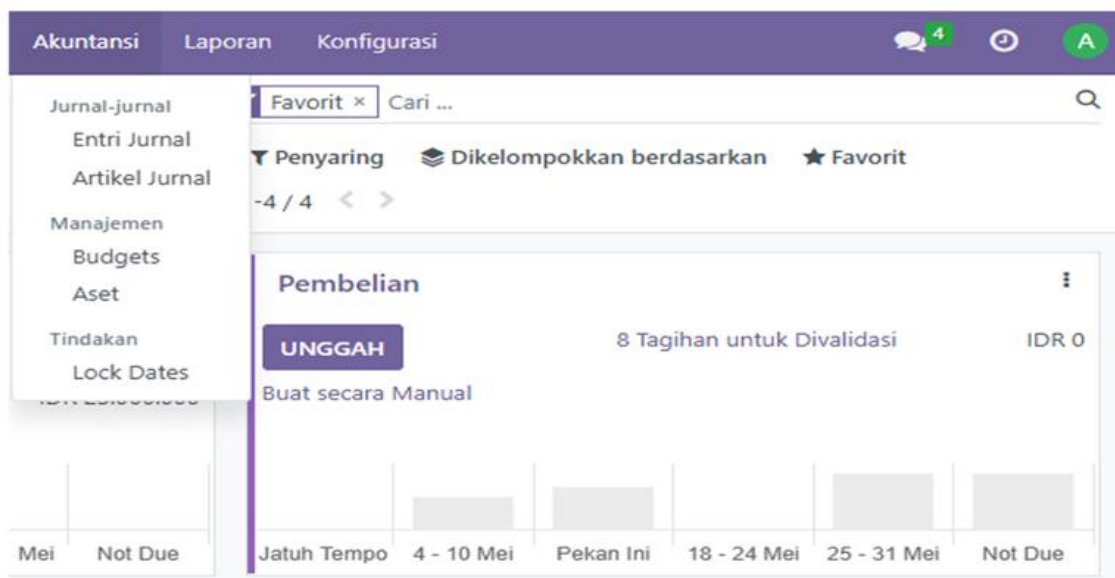 Akuntansi Laporan Konfigurasi 4 A
Jurnal-jurnal
Entri Jurnal
Artikel Jurnal
Manajemen
Budgets
Aset
Tindakan
Lock Dates
Favorit × Cari ...
Penyaring Dikelompokkan berdasarkan Favorit
-4 / 4 < >
Pembelian
UNGGAH 8 Tagihan untuk Divalidasi IDR 0
Buat secara Manual
Mei Not Due
Jatuh Tempo 4 - 10 Mei Pekan Ini 18 - 24 Mei 25 - 31 Mei Not Due